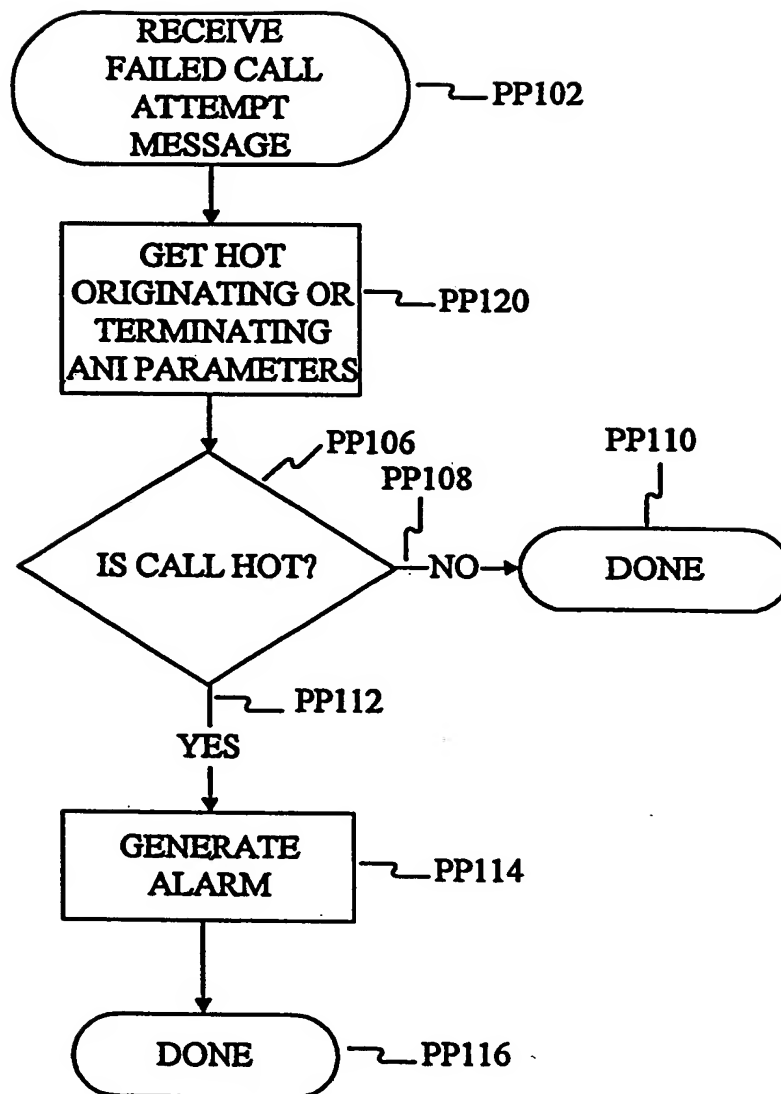 RECEIVE
FAILED CALL
ATTEMPT
MESSAGE
PP102
GET HOT
ORIGINATING OR
TERMINATING
ANI PARAMETERS
PP120
PP106
PP108
PP110
IS CALL HOT?
NO
DONE
PP112
YES
GENERATE
ALARM
PP114
DONE
PP116